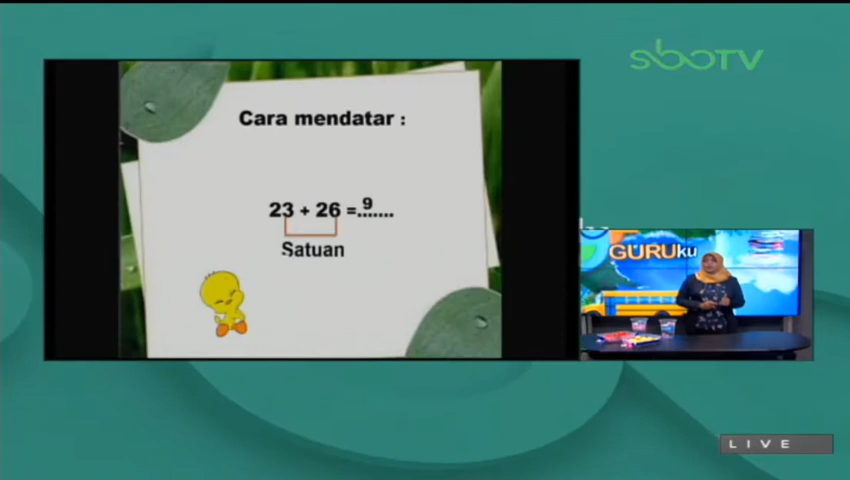 sboTV
Cara mendatar :
9
23 + 26 =.......
Satuan
GURUku
LIVE